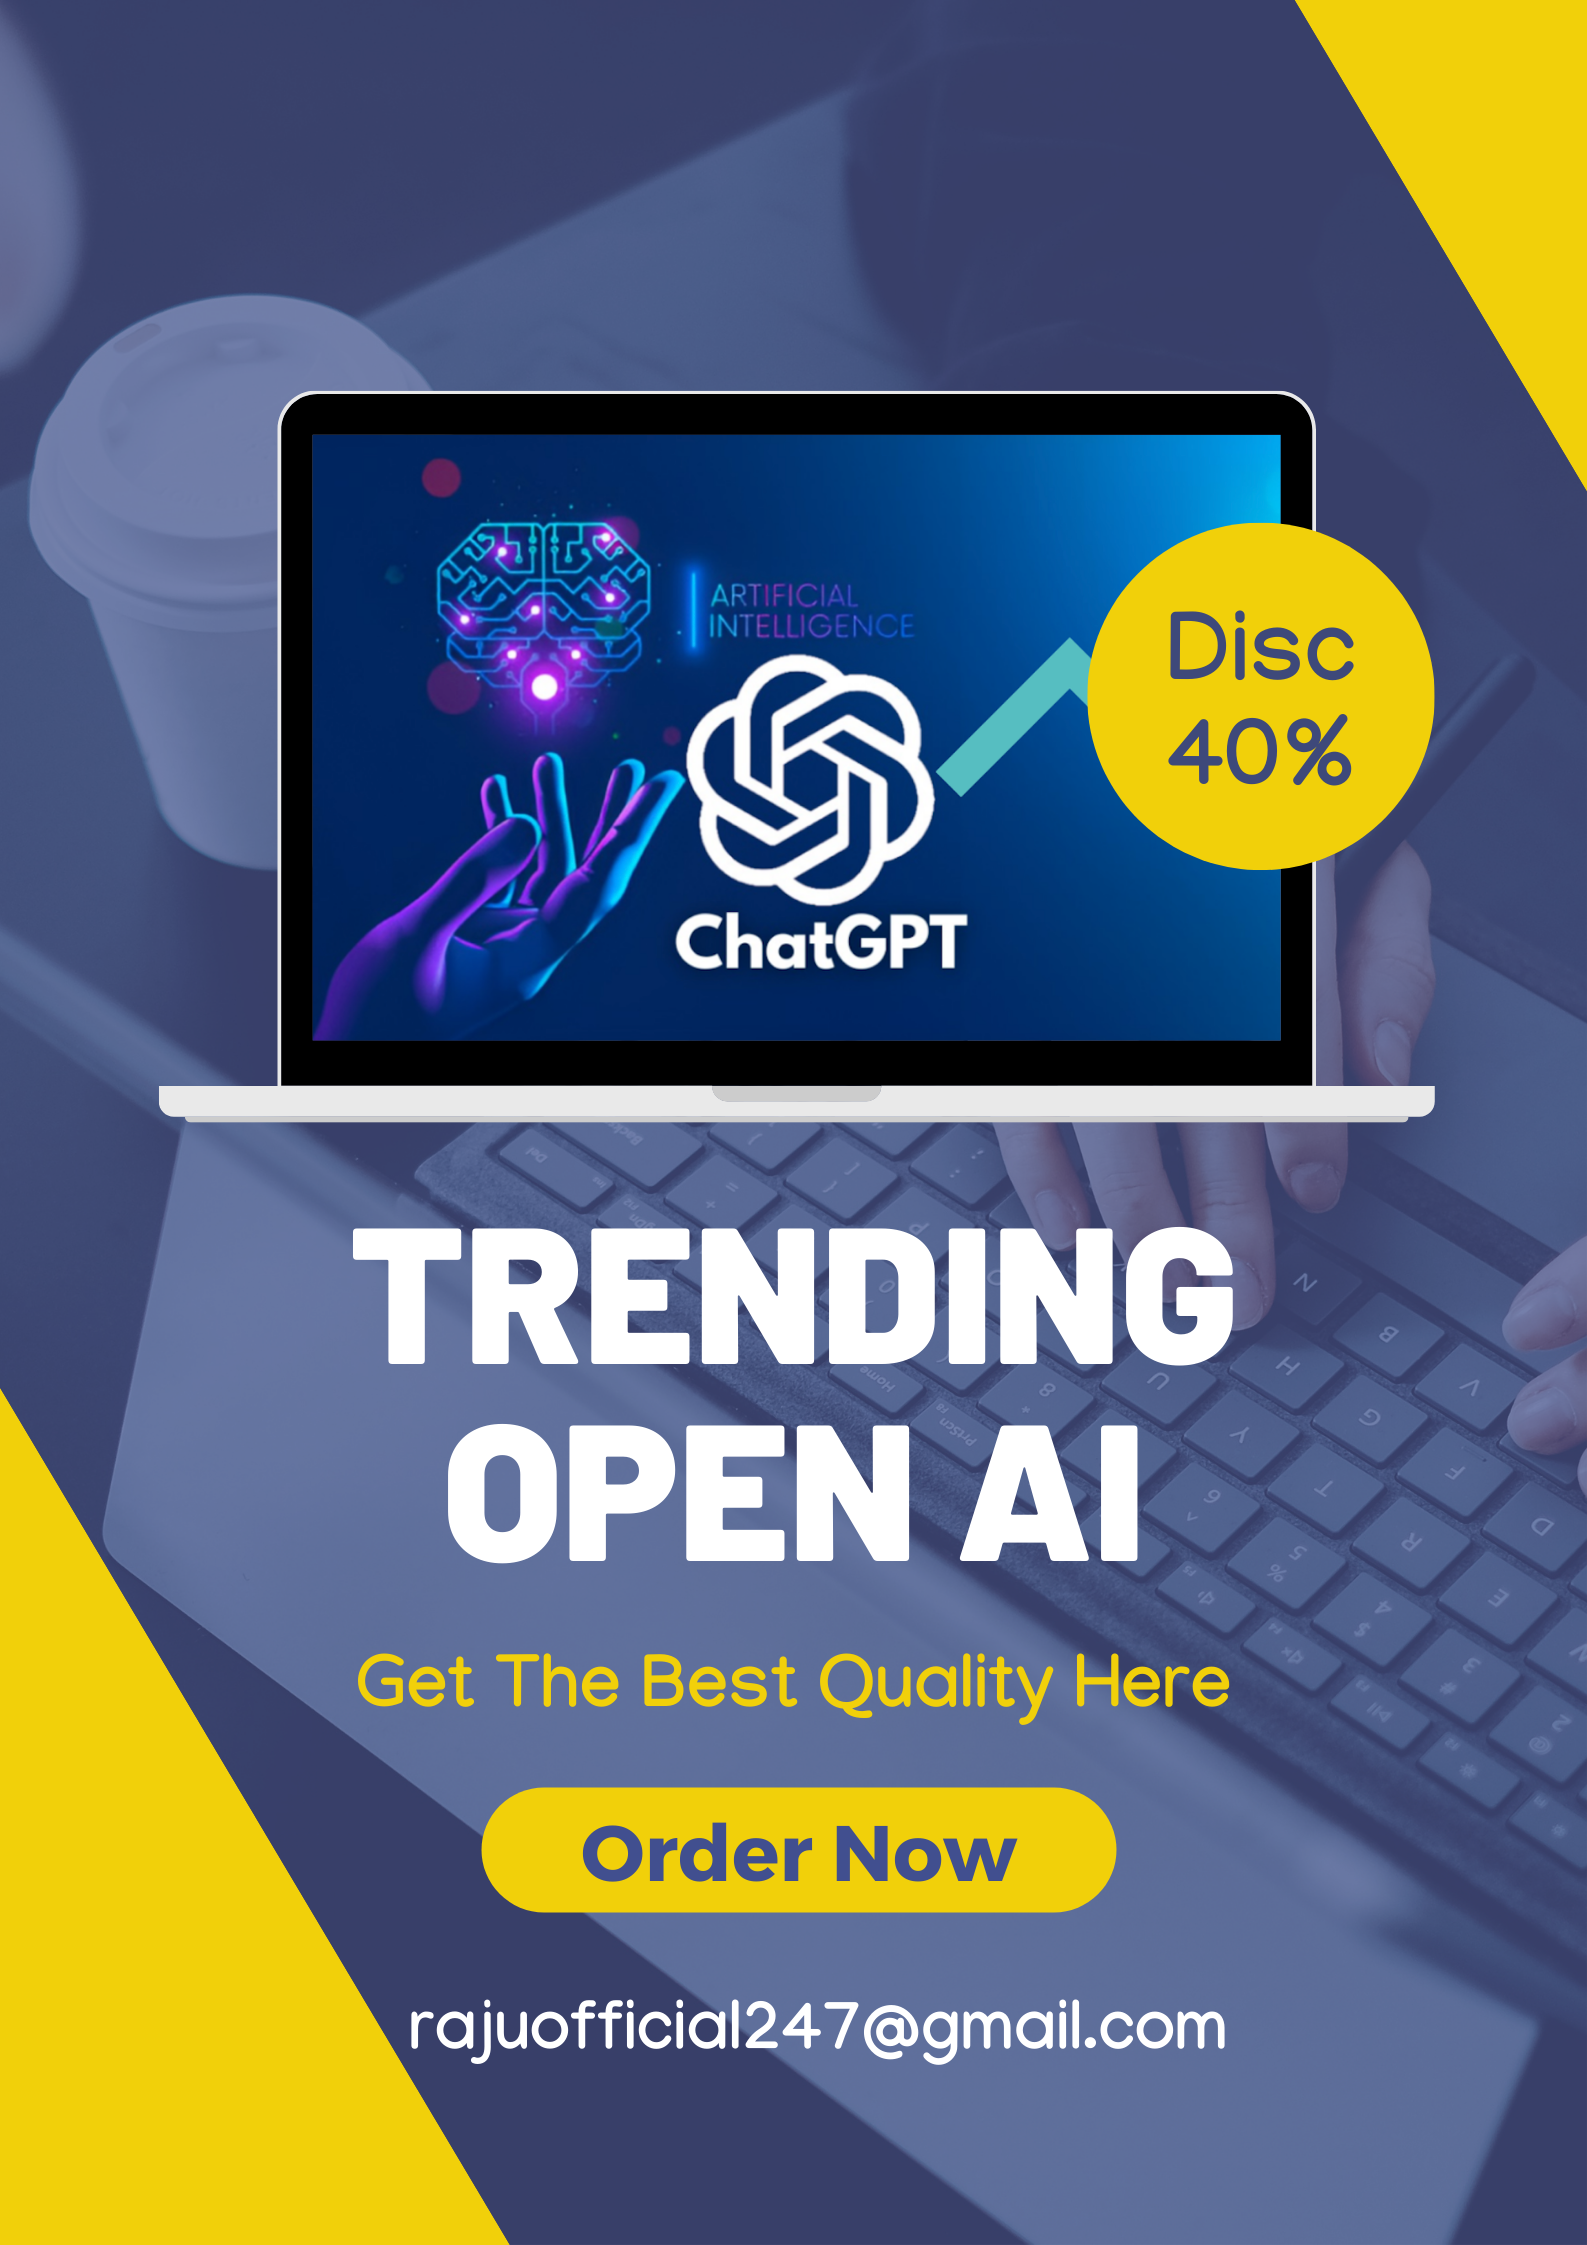 ARTIFICIAL
INTELLIGENCE
Disc
40%
ChatGPT
TRENDING
OPEN AI
Get The Best Quality Here
Order Now
rajuofficial247@gmail.com